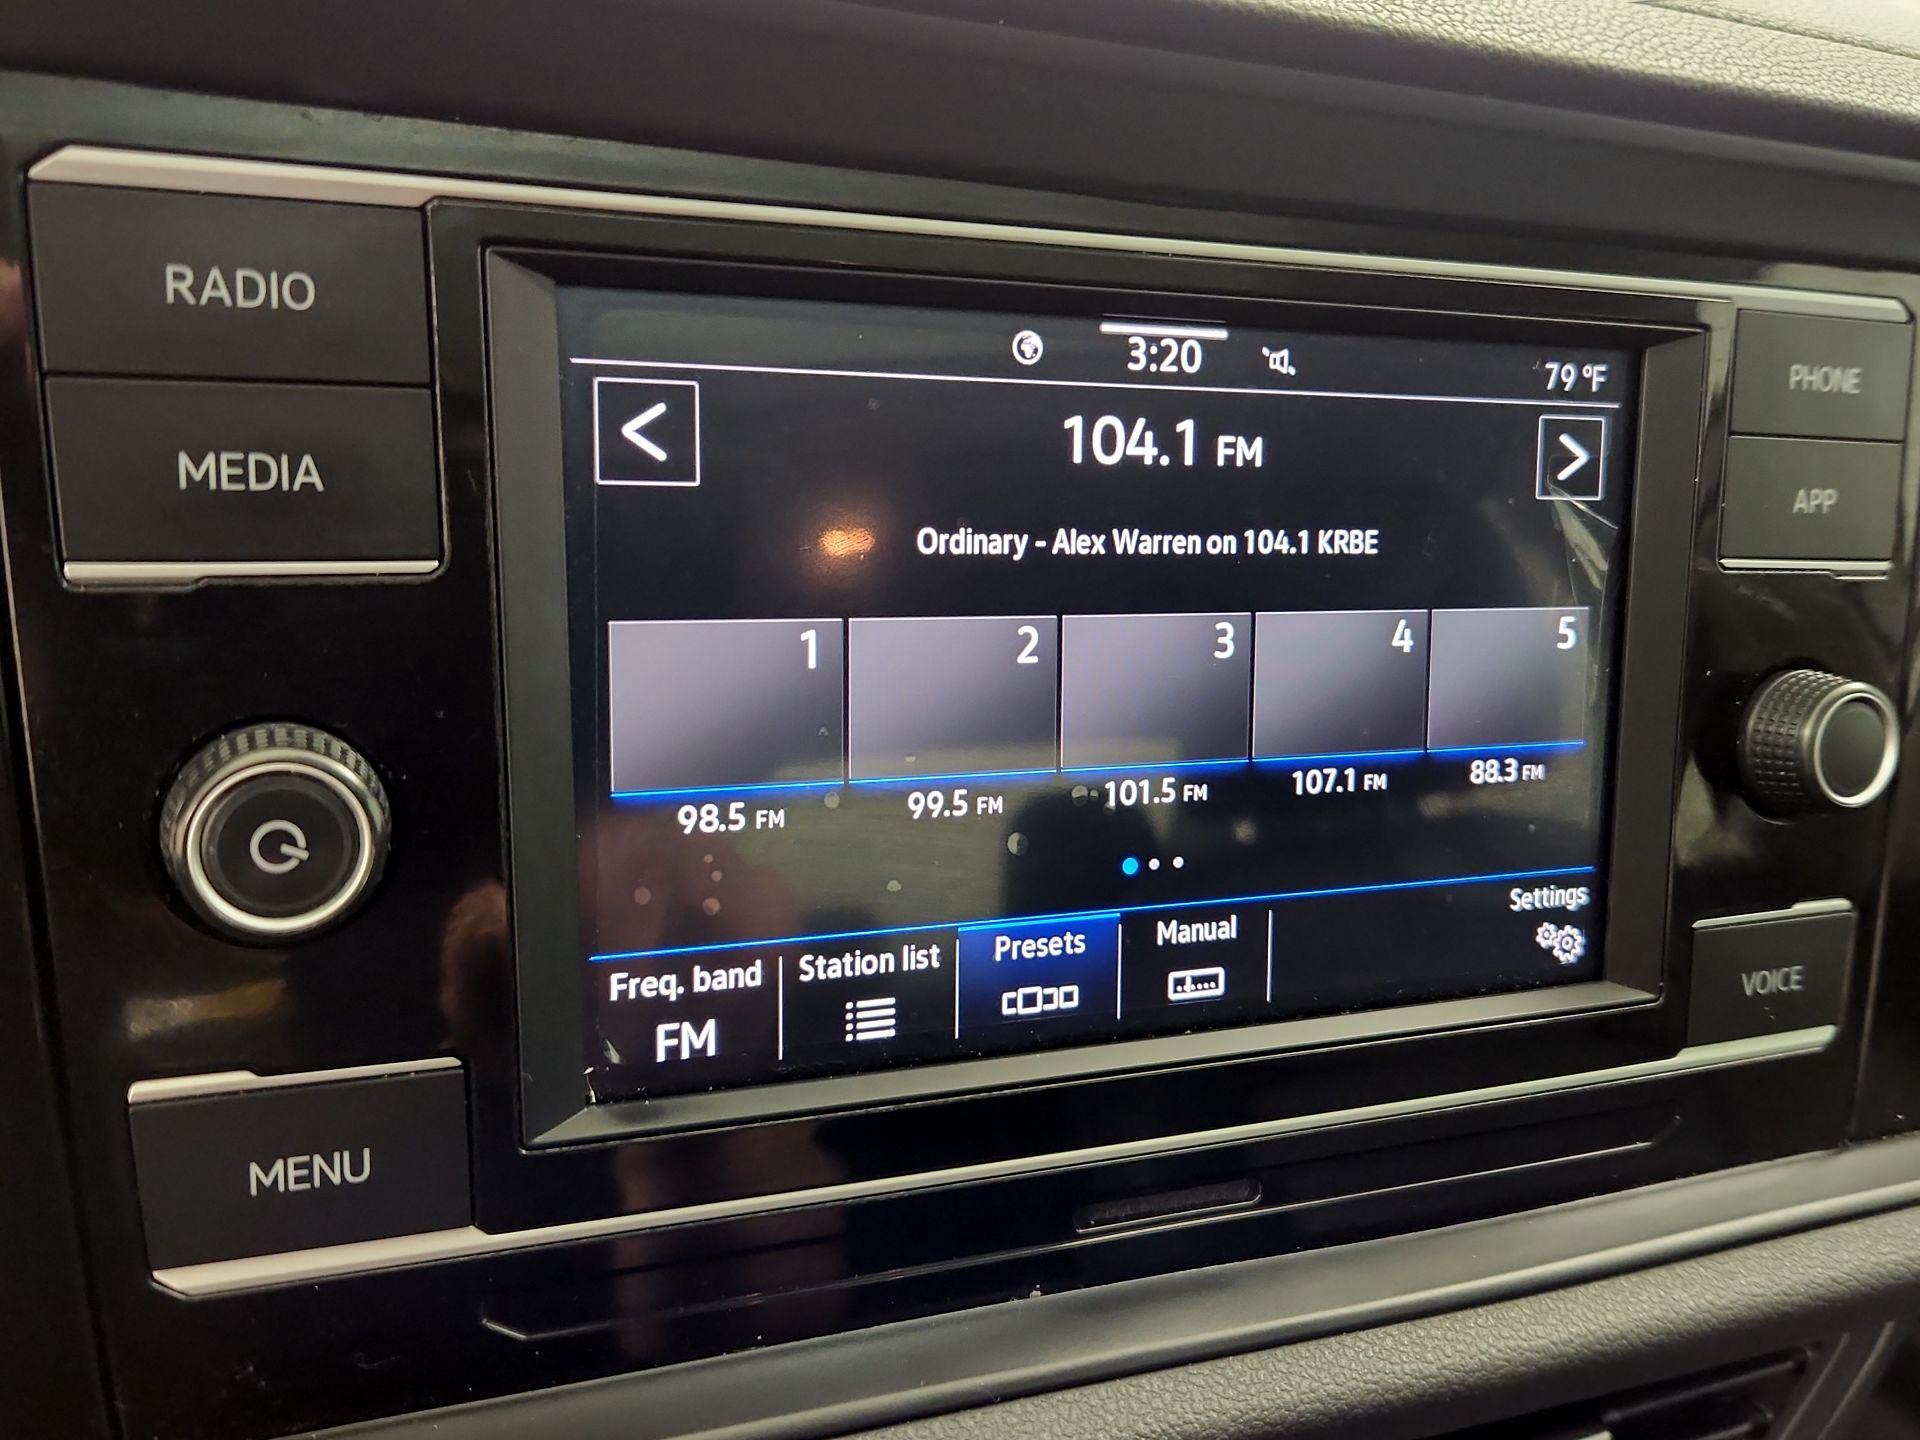 RADIO
MEDIA
MENU
3:20
79 °F
<
104.1 FM
>
Ordinary - Alex Warren on 104.1 KRBE
1
2
3
4
5
98.5 FM
99.5 FM
101.5 FM
107.1 FM
88.3 FM
Freq. band
FM
Station list
Presets
Manual
Settings
PHONE
APP
VOICE